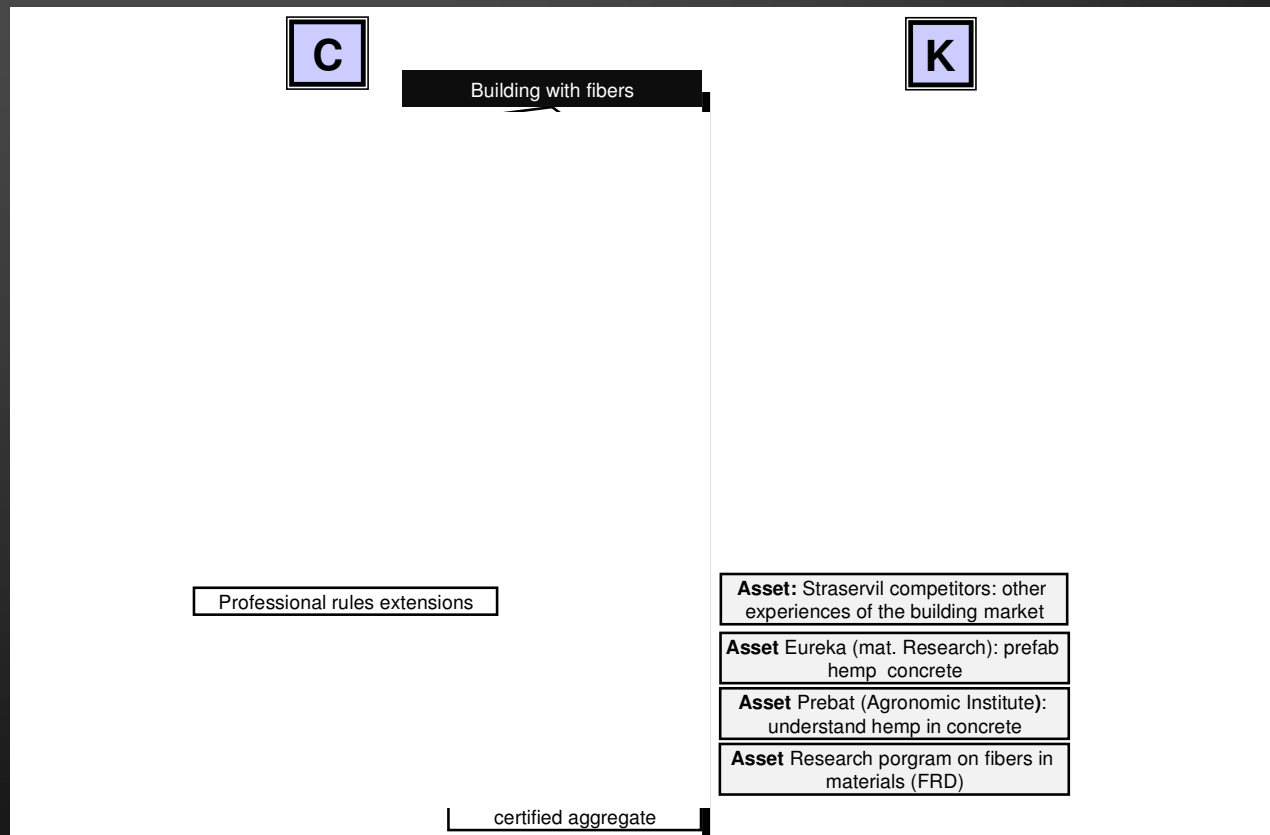 C
K
Building with fibers
Professional rules extensions
Asset: Straservil competitors: other
experiences of the building market
Asset Eureka (mat. Research): prefab
hemp concrete
Asset Prebat (Agronomic Institute):
understand hemp in concrete
Asset Research porgram on fibers in
materials (FRD)
certified aggregate